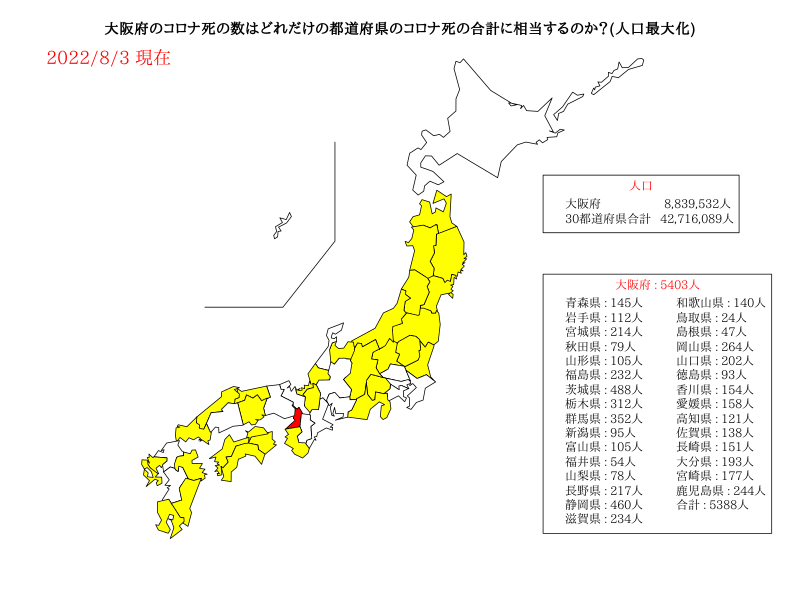 大阪府のコロナ死の数はどれだけの都道府県のコロナ死の合計に相当するのか?(人口最大化)
2022/8/3 現在
人口
大阪府 8,839,532人
30都道府県合計 42,716,089人
大阪府 : 5403人
青森県 : 145人
岩手県 : 112人
宮城県 : 214人
秋田県 : 79人
山形県 : 105人
福島県 : 232人
茨城県 : 488人
栃木県 : 312人
群馬県 : 352人
新潟県 : 95人
富山県 : 105人
福井県 : 54人
山梨県 : 78人
長野県 : 217人
静岡県 : 460人
滋賀県 : 234人
和歌山県 : 140人
鳥取県 : 24人
島根県 : 47人
岡山県 : 264人
山口県 : 202人
徳島県 : 93人
香川県 : 154人
愛媛県 : 158人
高知県 : 121人
佐賀県 : 138人
長崎県 : 151人
大分県 : 193人
宮崎県 : 177人
鹿児島県 : 244人
合計 : 5388人